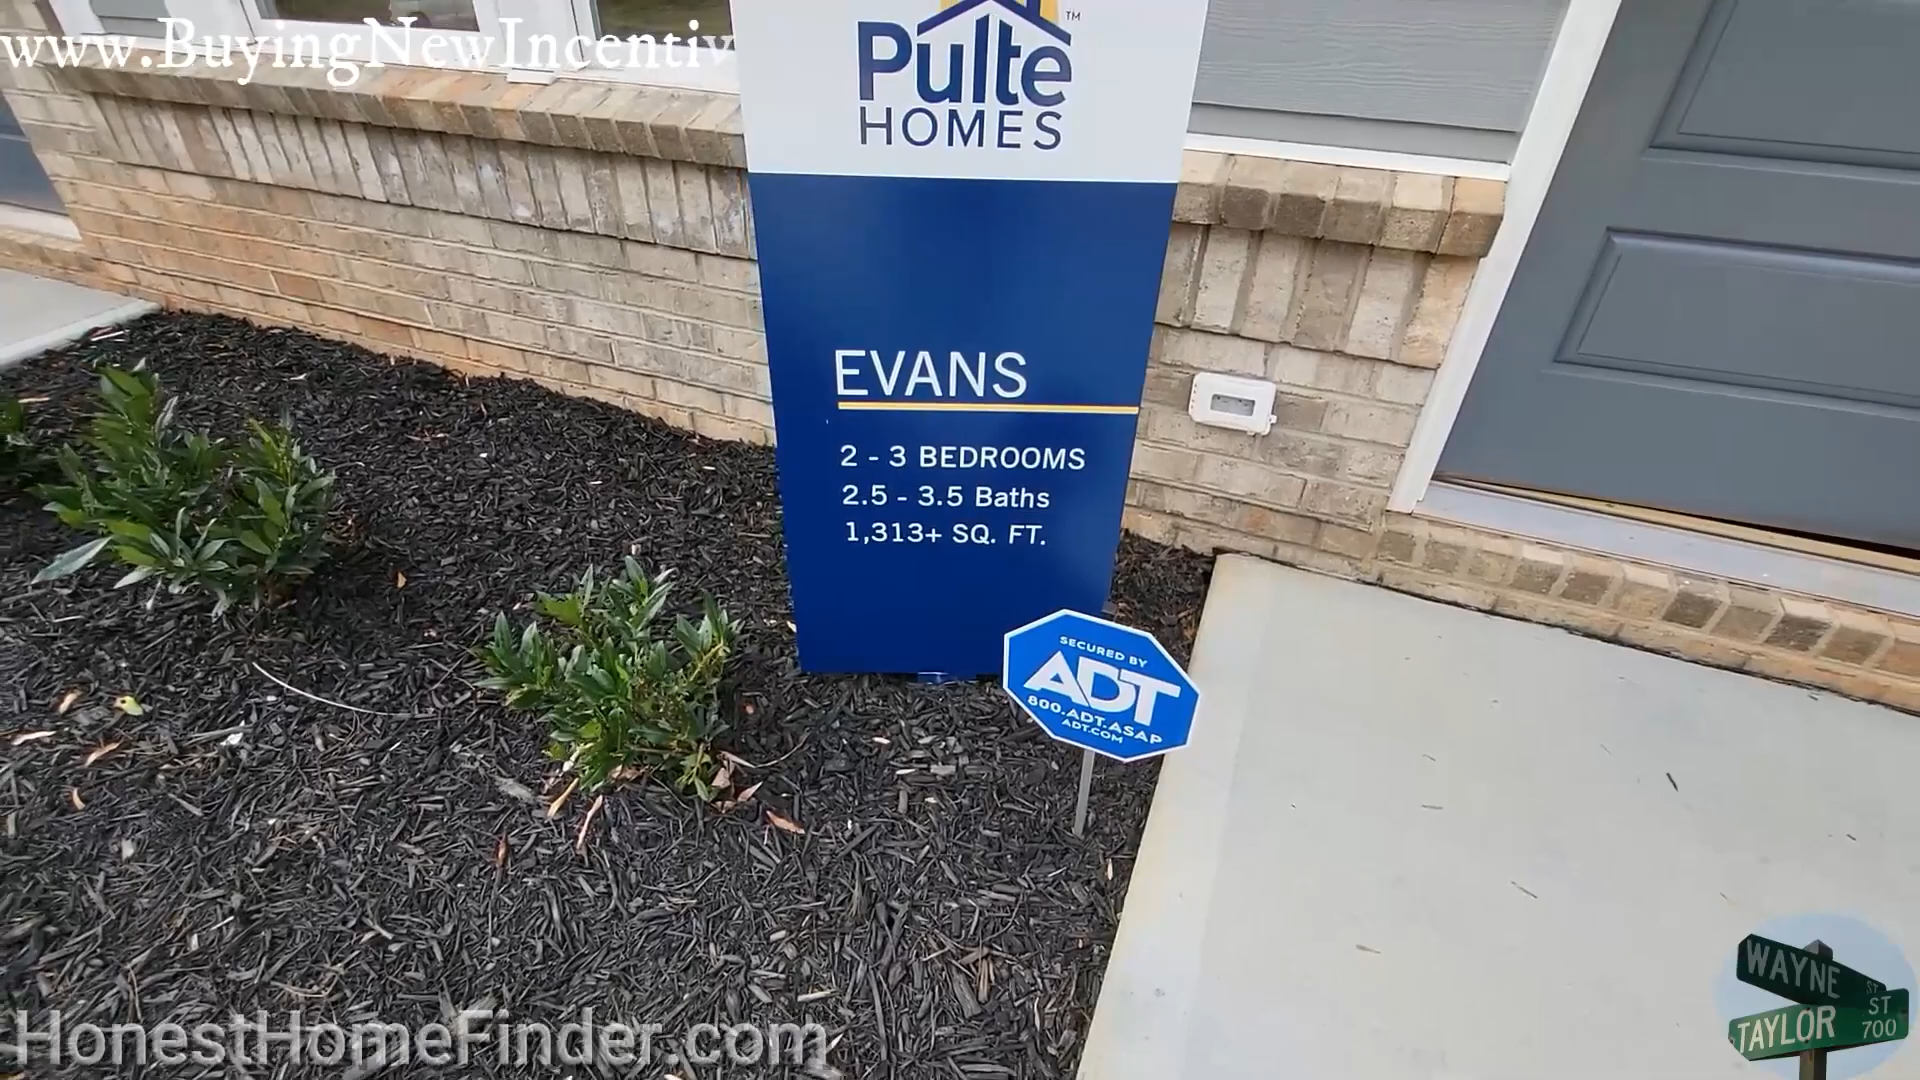 www.BuyingNewIncentiv
Pulte™
HOMES
EVANS
2 - 3 BEDROOMS
2.5 - 3.5 Baths
1,313+ SQ. FT.
SECURED BY
ADT
800.ADT.ASAP
ADT.COM
HonestHomeFinder.com
WAYNE ST
TAYLOR ST
700